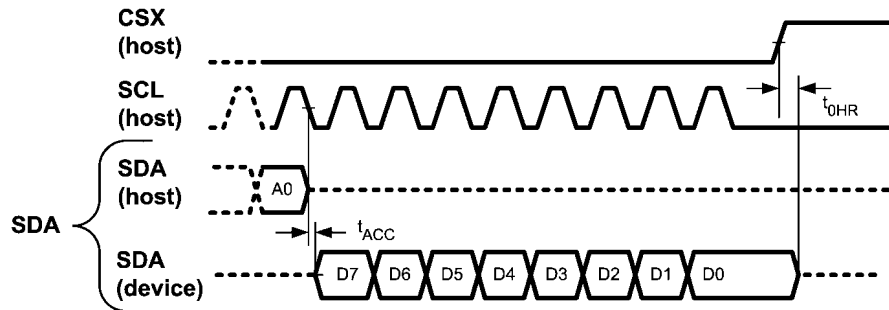 CSX
(host)
SCL
(host)
t0HR
SDA
(host)
A0
SDA
tACC
SDA
(device)
D7 D6 D5 D4 D3 D2 D1 D0